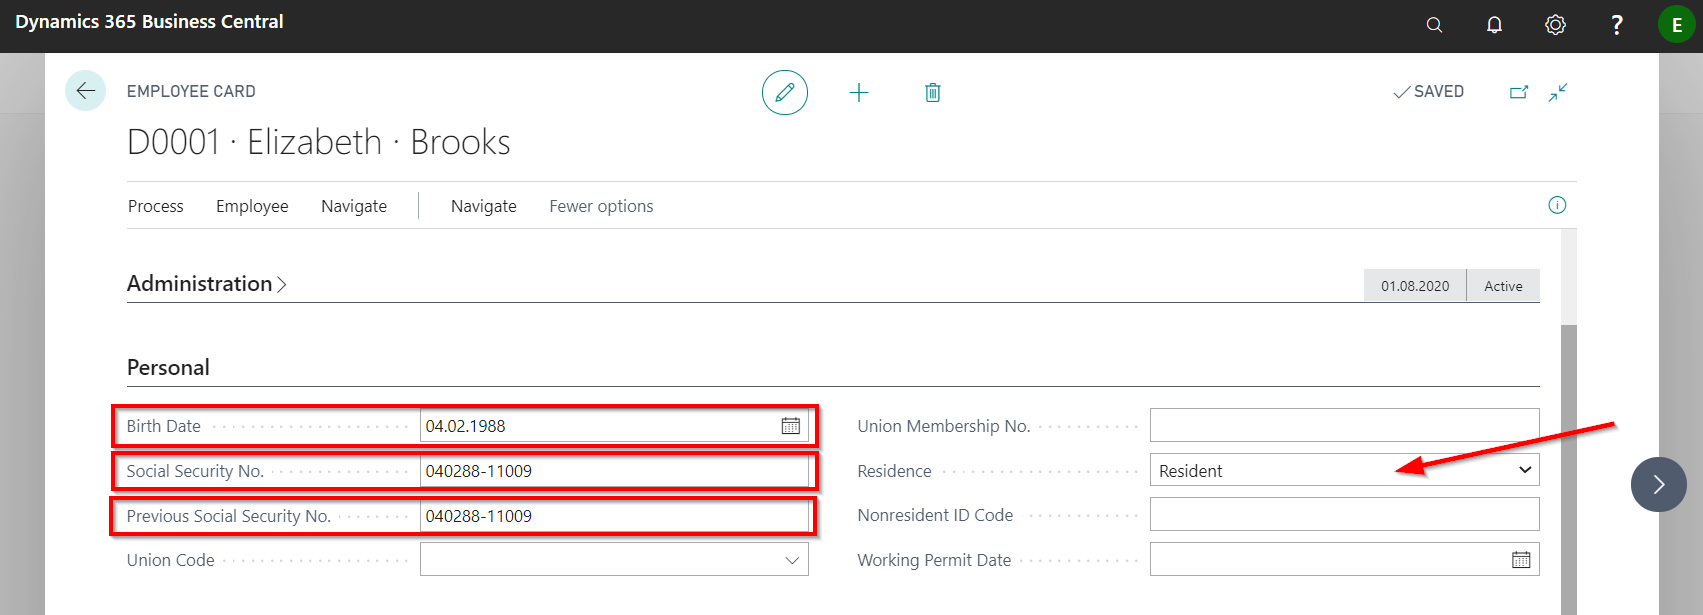 Dynamics 365 Business Central
? E
EMPLOYEE CARD
SAVED
D0001 · Elizabeth · Brooks
Process Employee Navigate Navigate Fewer options
Administration 01.08.2020 Active
Personal
Birth Date 04.02.1988 Union Membership No.
Social Security No. 040288-11009 Residence Resident
Previous Social Security No. 040288-11009 Nonresident ID Code
Union Code Working Permit Date